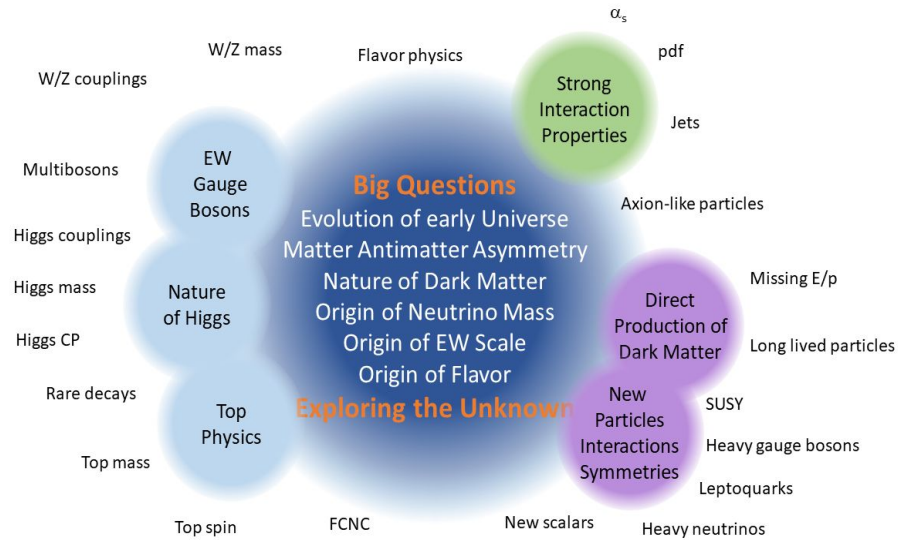 αs
W/Z mass
Flavor physics
pdf
W/Z couplings
Strong
Interaction
Properties
Jets
EW
Gauge
Bosons
Multibosons
Big Questions
Evolution of early Universe
Matter Antimatter Asymmetry
Nature of Dark Matter
Origin of Neutrino Mass
Origin of EW Scale
Origin of Flavor
Exploring the Unknown
Axion-like particles
Higgs couplings
Higgs mass
Nature
of Higgs
Higgs CP
Missing E/p
Direct
Production of
Dark Matter
Long lived particles
Rare decays
Top
Physics
New
Particles
Interactions
Symmetries
SUSY
Heavy gauge bosons
Top mass
Leptoquarks
Top spin
FCNC
New scalars
Heavy neutrinos